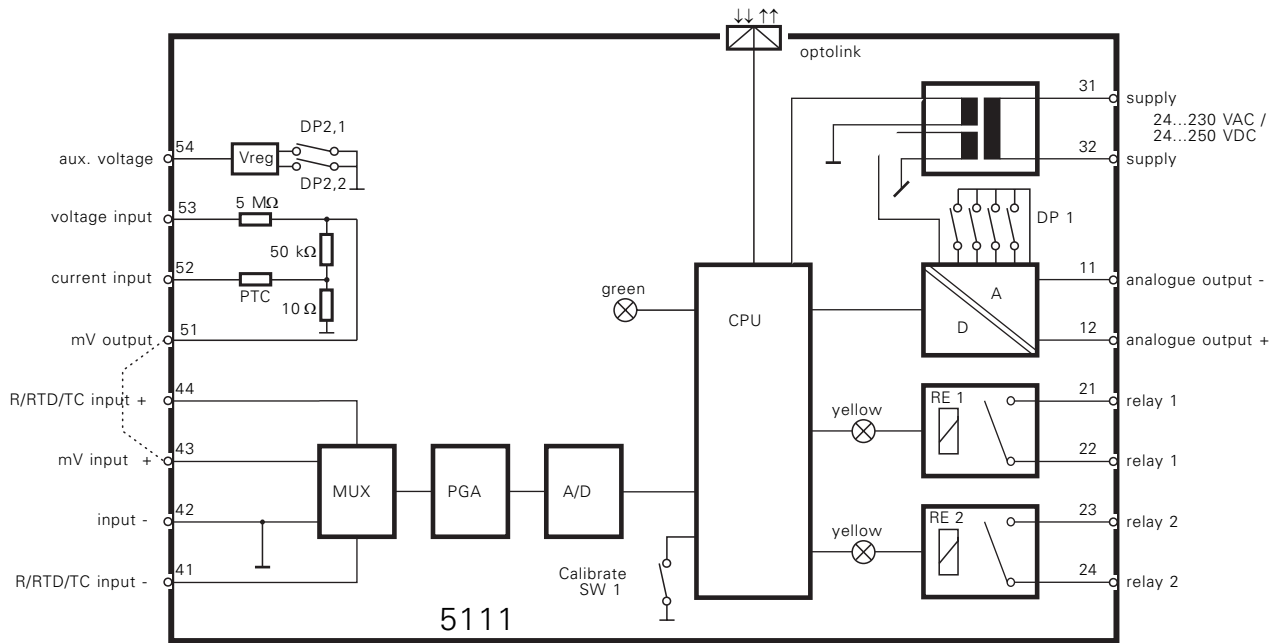 ↓↓ ↑↑
optolink
31
supply
24...230 VAC /
24...250 VDC
32
supply
DP2,1
54
aux. voltage
Vreg
DP2,2
53
voltage input
5 MΩ
50 kΩ
52
current input
PTC
10 Ω
51
mV output
green
CPU
DP 1
A
D
11
analogue output -
12
analogue output +
44
R/RTD/TC input +
43
mV input +
42
input -
41
R/RTD/TC input -
MUX
PGA
A/D
yellow
RE 1
21
relay 1
22
relay 1
yellow
RE 2
23
relay 2
24
relay 2
Calibrate
SW 1
5111